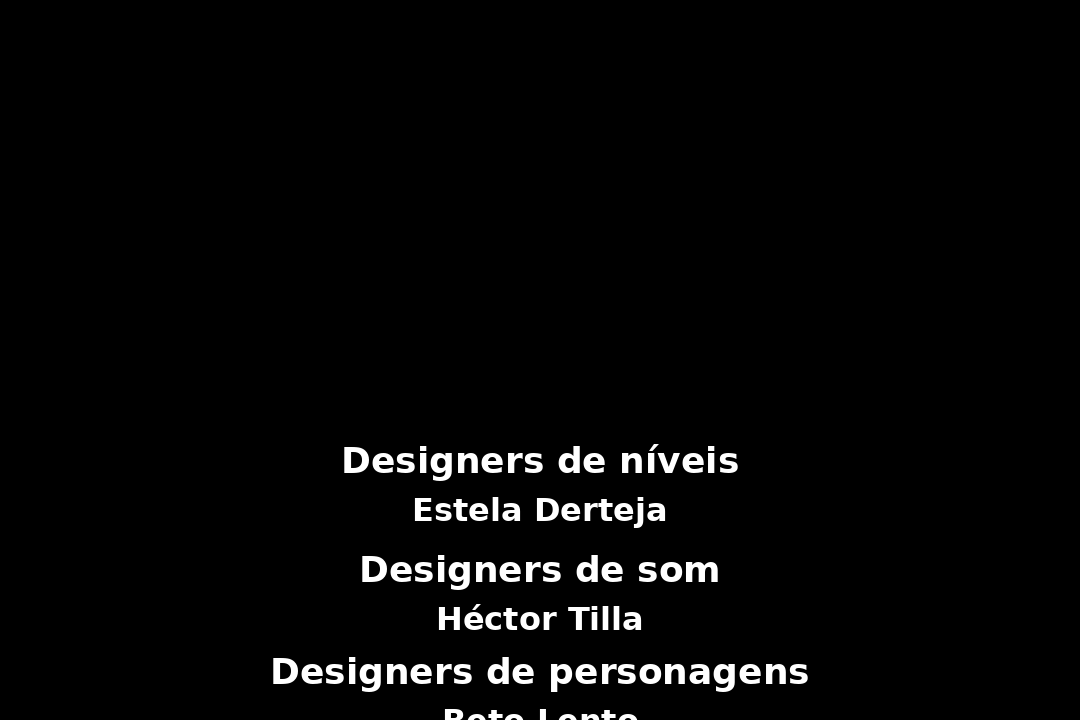 Designers de níveis
Estela Derteja
Designers de som
Héctor Tilla
Designers de personagens